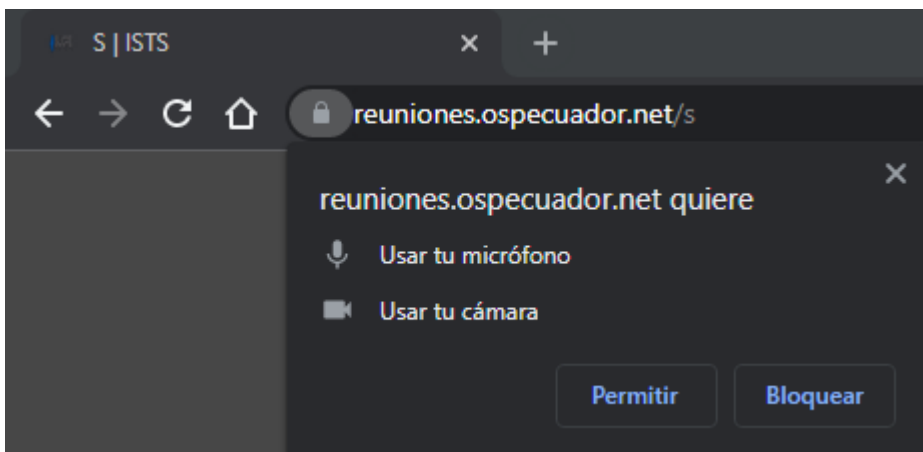 S | ISTS
reuniones.ospecuador.net/s
reuniones.ospecuador.net quiere
Usar tu micrófono
Usar tu cámara
Permitir Bloquear